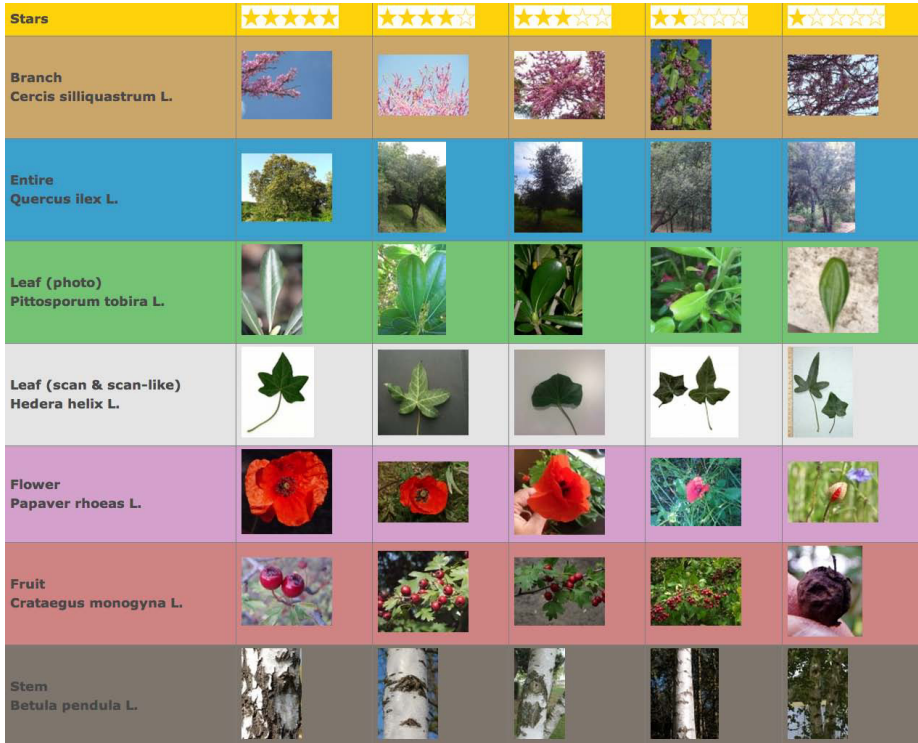 Stars
Branch
Cercis silliquastrum L.
Entire
Quercus ilex L.
Leaf (photo)
Pittosporum tobira L.
Leaf (scan & scan-like)
Hedera helix L.
Flower
Papaver rhoeas L.
Fruit
Crataegus monogyna L.
Stem
Betula pendula L.